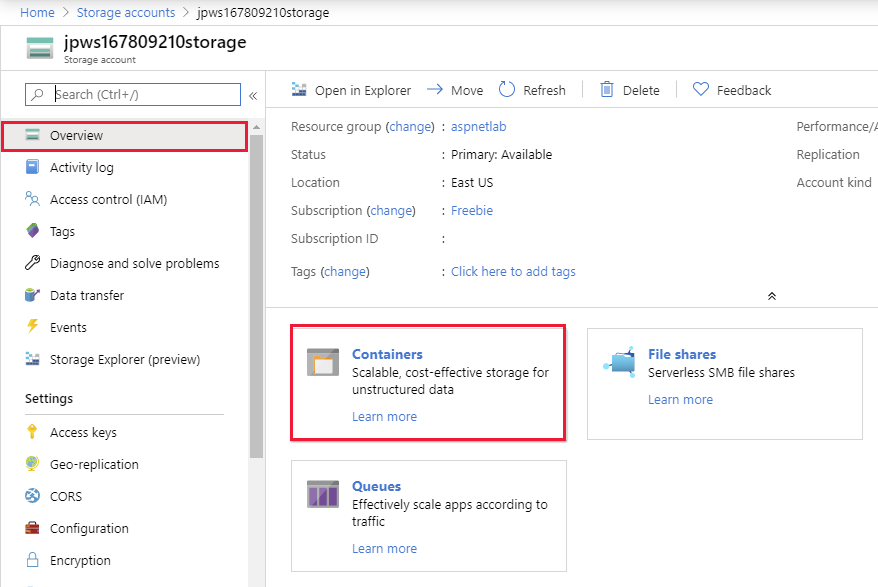 Home > Storage accounts > jpws167809210storage
jpws167809210storage
Storage account
Search (Ctrl+/)
«
Overview
Activity log
Access control (IAM)
Tags
Diagnose and solve problems
Data transfer
Events
Storage Explorer (preview)
Settings
Access keys
Geo-replication
CORS
Configuration
Encryption
Open in Explorer Move Refresh Delete Feedback
Resource group (change) : aspnetlab
Status : Primary: Available
Location : East US
Subscription (change) : Freebie
Subscription ID :
Tags (change) : Click here to add tags
Performance/A
Replication
Account kind
Containers
Scalable, cost-effective storage for
unstructured data
Learn more
File shares
Serverless SMB file shares
Learn more
Queues
Effectively scale apps according to
traffic
Learn more